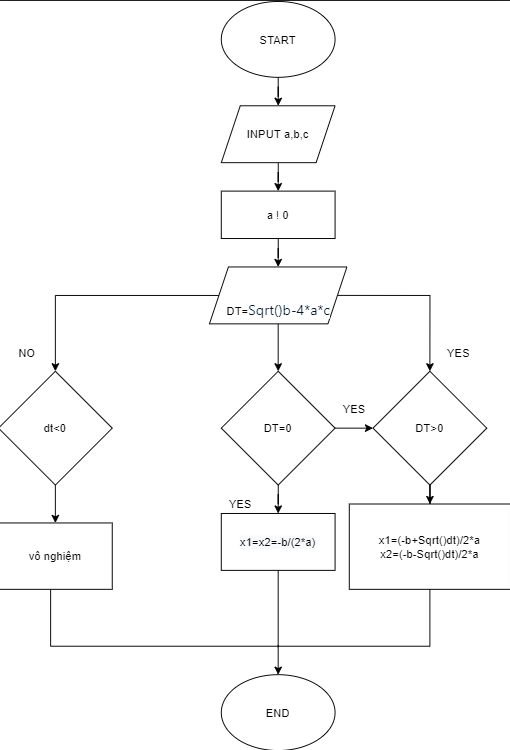 START
INPUT a,b,c
a ! 0
DT=Sqrt()b-4*a*c
NO
YES
dt<0
DT=0
YES
DT>0
YES
vô nghiệm
x1=x2=-b/(2*a)
x1=(-b+Sqrt()dt)/2*a
x2=(-b-Sqrt()dt)/2*a
END